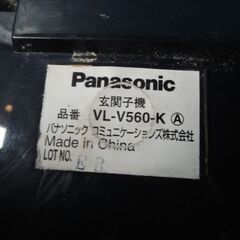 Panasonic
玄関子機
品番 VL-V560-K Ⓐ
パナソニック コミュニケーションズ株式会社
Made in China
LOT NO. E B